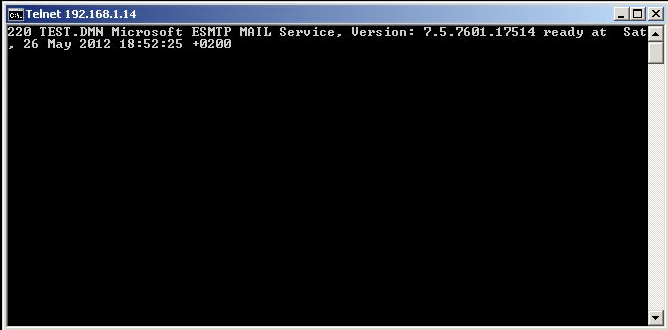 Telnet 192.168.1.14
220 TEST.DMN Microsoft ESMTP MAIL Service, Version: 7.5.7601.17514 ready at  Sat
, 26 May 2012 18:52:25 +0200